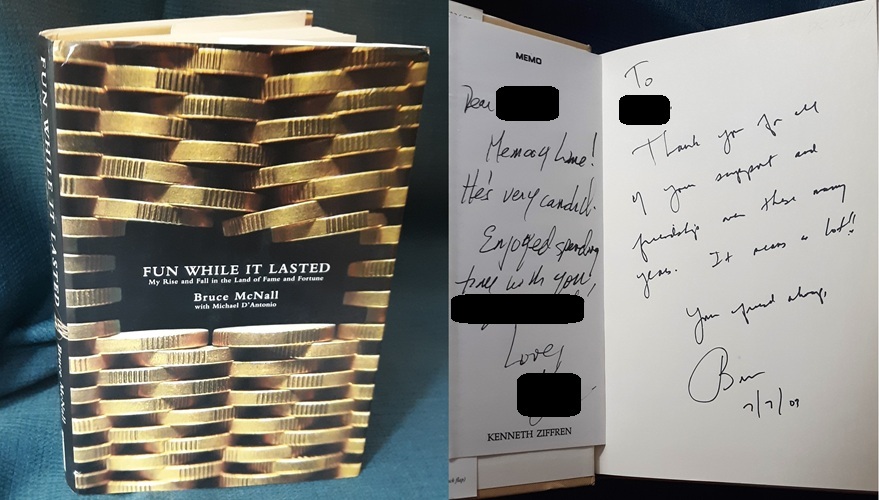 FUN WHILE IT LASTED
Bruce McNall
FUN WHILE IT LASTED
My Rise and Fall in the Land of Fame and Fortune
Bruce McNall
with Michael D'Antonio
MEMO
Dear
Memory lane!
He's very candid.
Enjoyed spending
time with you!
Love,
KENNETH ZIFFREN
To
Thank you for all
of your support and
friendship over these many
years. It means a lot!!
Your friend always,
Bruce
7/7/09